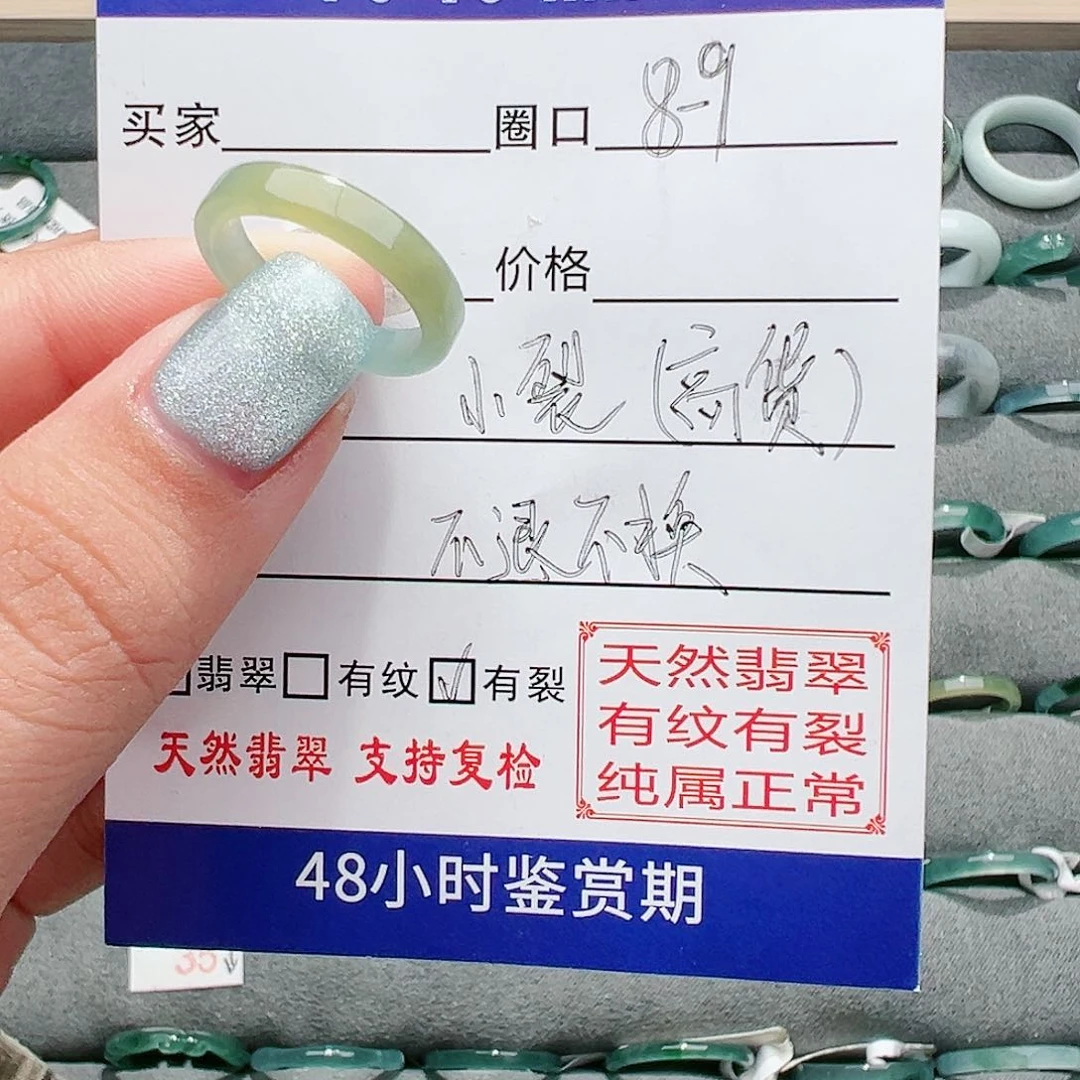 买家 圈口 8-9
价格
小裂（高货）
不退不换
翡翠 有纹 有裂
天然翡翠 支持复检
天然翡翠
有纹有裂
纯属正常
48小时鉴赏期
35